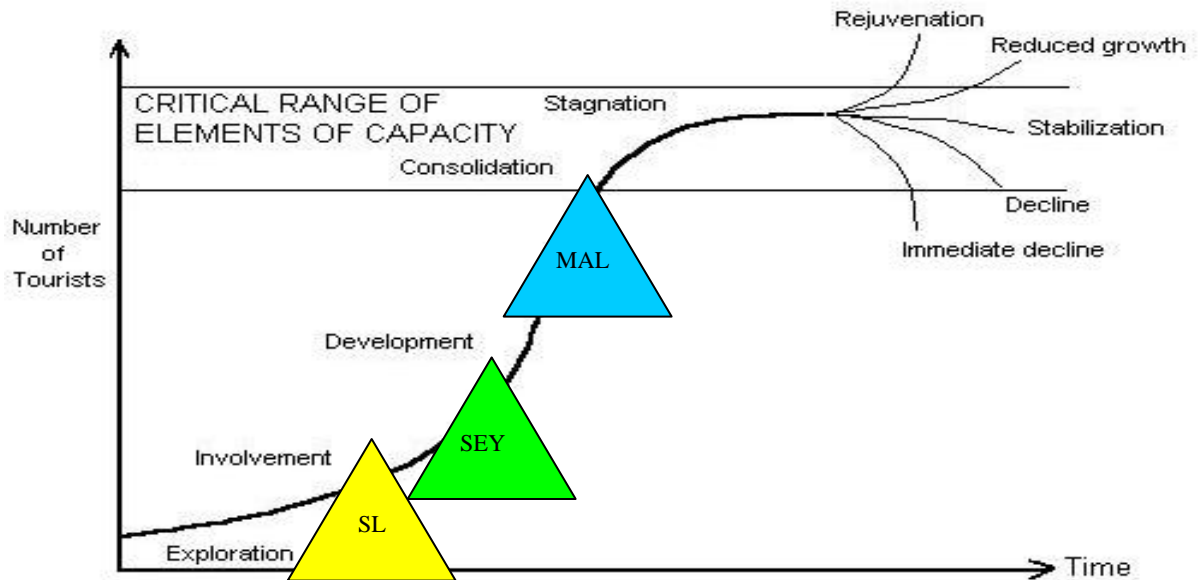 Rejuvenation
Reduced growth
CRITICAL RANGE OF
ELEMENTS OF CAPACITY
Stagnation
Stabilization
Consolidation
Decline
Number
of
Tourists
Immediate decline
MAL
Development
SEY
Involvement
SL
Exploration
Time